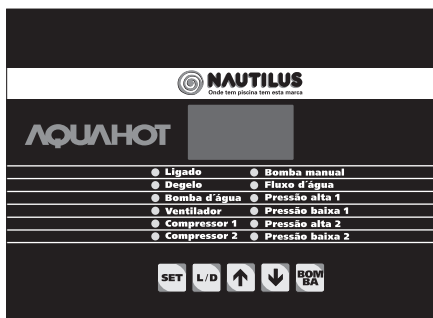 NAUTILUS
Onde tem piscina tem esta marca
AQUAHOT
Ligado
Bomba manual
Degelo
Fluxo d´água
Bomba d´água
Pressão alta 1
Ventilador
Pressão baixa 1
Compressor 1
Pressão alta 2
Compressor 2
Pressão baixa 2
SET
L/D
BOM
BA